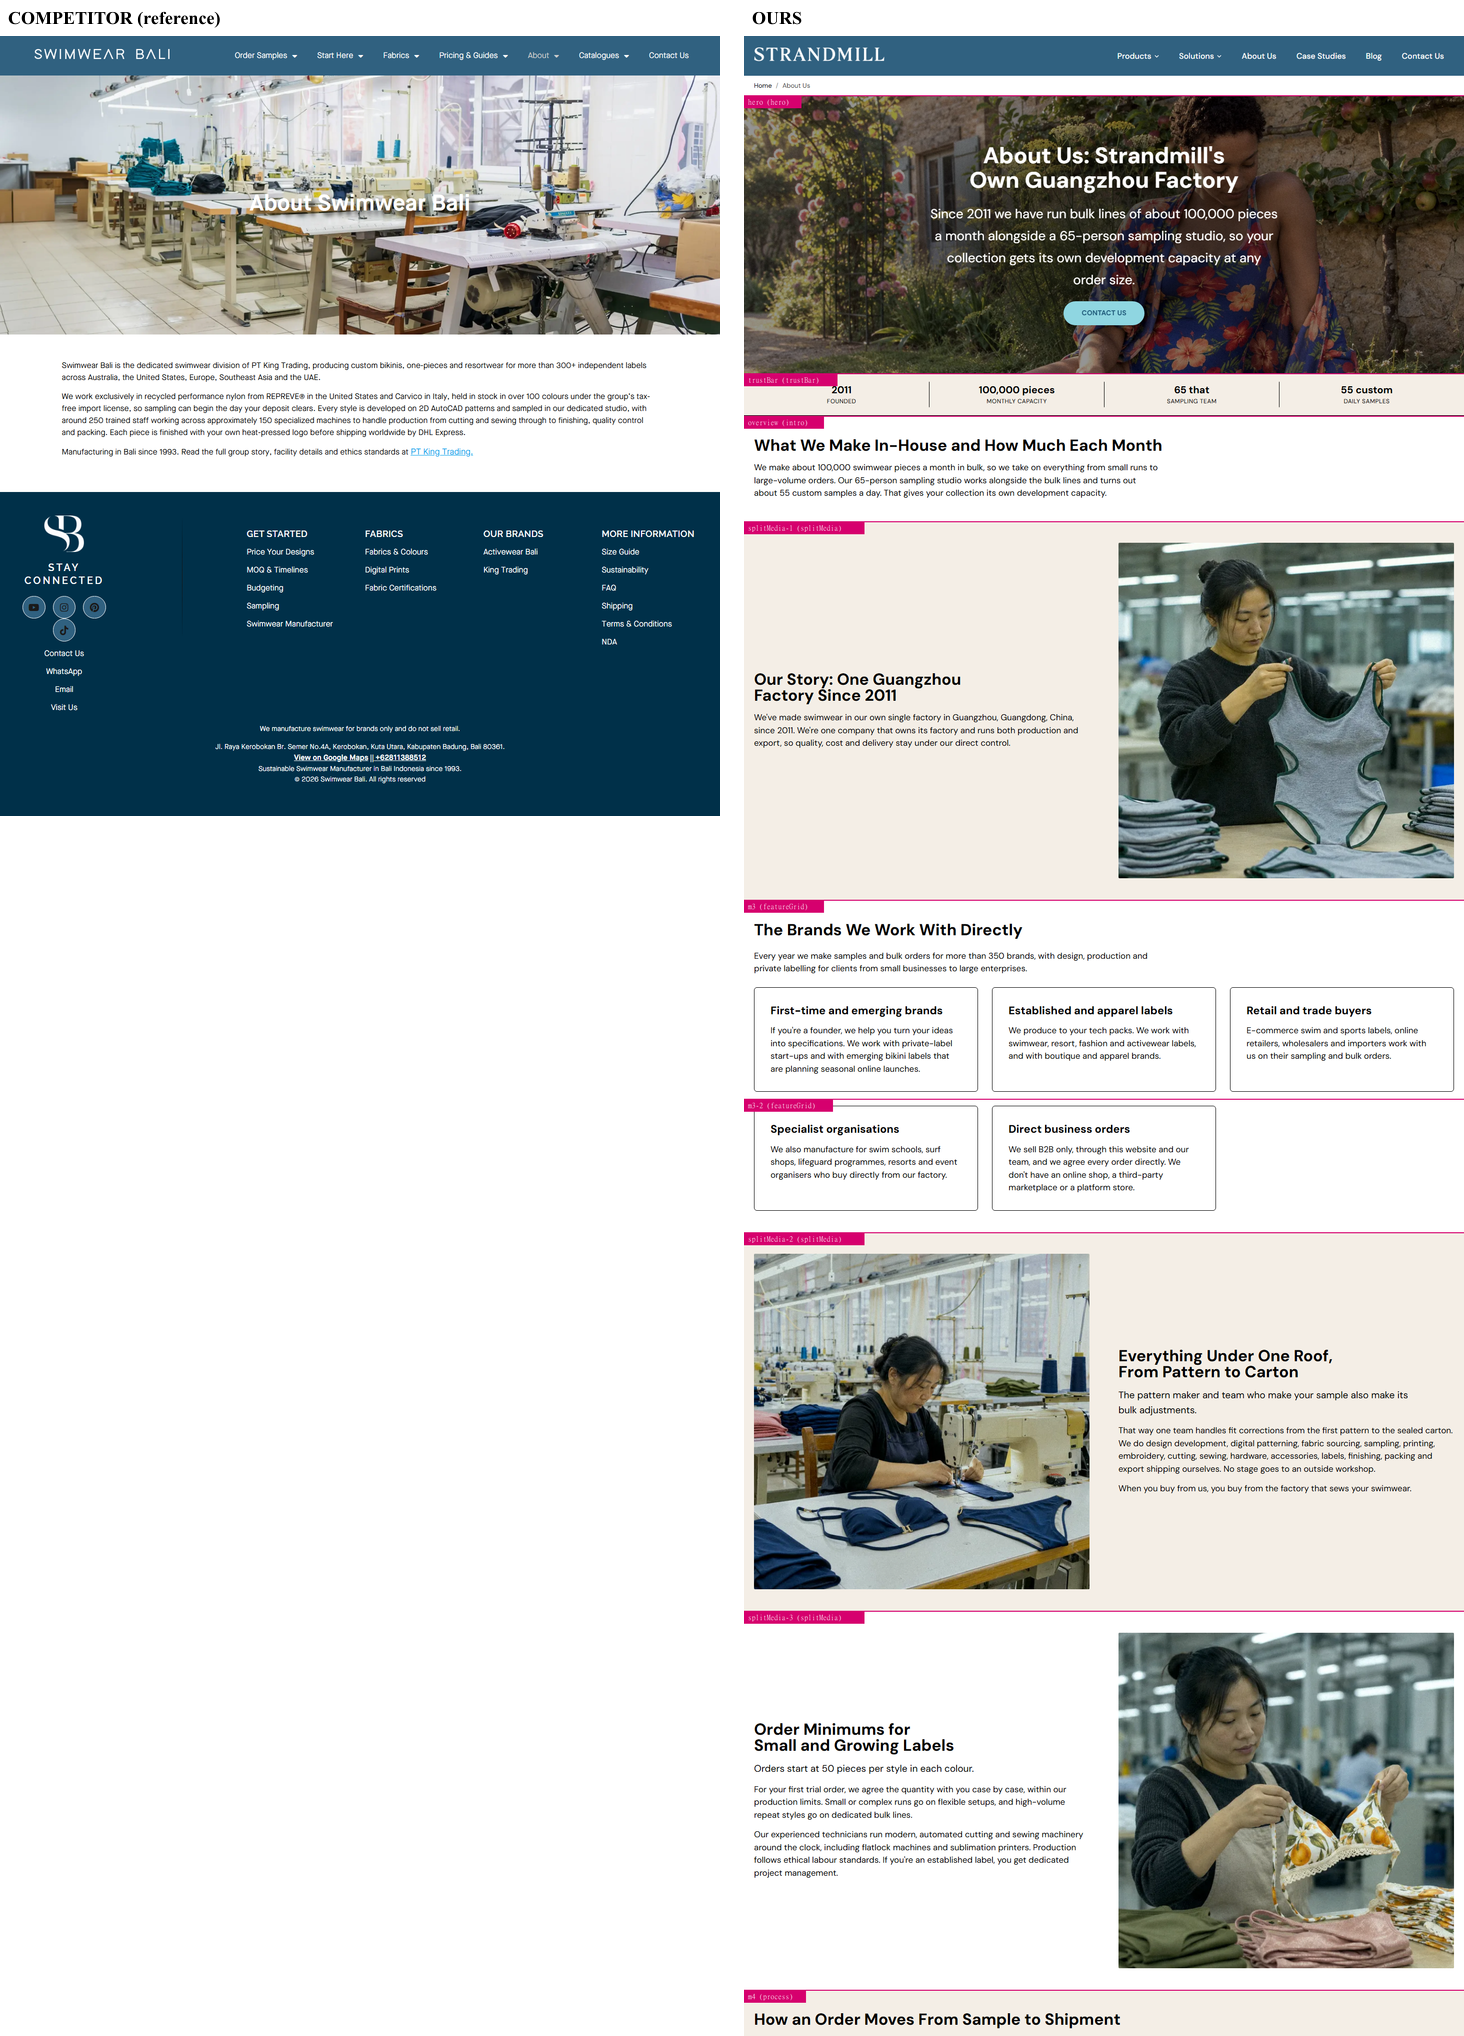 COMPETITOR (reference)
SWIMWEAR BALI
Order Samples
Start Here
Fabrics
Pricing & Guides
About
Catalogues
Contact Us
About Swimwear Bali
Swimwear Bali is the dedicated swimwear division of PT King Trading, producing custom bikinis, one-pieces and resortwear for more than 300+ independent labels
across Australia, the United States, Europe, Southeast Asia and the UAE.
We work exclusively in recycled performance nylon from REPREVE® in the United States and Carvico in Italy, held in stock in over 100 colours under the group's tax-
free import license, so sampling can begin the day your deposit clears. Every style is developed on 2D AutoCAD patterns and sampled in our dedicated studio, with
around 250 trained staff working across approximately 150 specialized machines to handle production from cutting and sewing through to finishing, quality control
and packing. Each piece is finished with your own heat-pressed logo before shipping worldwide by DHL Express.
Manufacturing in Bali since 1993. Read the full group story, facility details and ethics standards at PT King Trading.
STAY
CONNECTED
Contact Us
WhatsApp
Email
Visit Us
GET STARTED
Price Your Designs
MOQ & Timelines
Budgeting
Sampling
Swimwear Manufacturer
FABRICS
Fabrics & Colours
Digital Prints
Fabric Certifications
OUR BRANDS
Activewear Bali
King Trading
MORE INFORMATION
Size Guide
Sustainability
FAQ
Shipping
Terms & Conditions
NDA
We manufacture swimwear for brands only and do not sell retail.
Jl. Raya Kerobokan Br. Semer No.4A, Kerobokan, Kuta Utara, Kabupaten Badung, Bali 80361.
View on Google Maps || +62811388512
Sustainable Swimwear Manufacturer in Bali Indonesia since 1993.
© 2026 Swimwear Bali. All rights reserved
OURS
STRANDMILL
Products
Solutions
About Us
Case Studies
Blog
Contact Us
Home / About Us
hero (hero)
About Us: Strandmill's
Own Guangzhou Factory
Since 2011 we have run bulk lines of about 100,000 pieces
a month alongside a 65-person sampling studio, so your
collection gets its own development capacity at any
order size.
CONTACT US
trustBar (trustBar)
2011
FOUNDED
100,000 pieces
MONTHLY CAPACITY
65 that
SAMPLING TEAM
55 custom
DAILY SAMPLES
overview (intro)
What We Make In-House and How Much Each Month
We make about 100,000 swimwear pieces a month in bulk, so we take on everything from small runs to
large-volume orders. Our 65-person sampling studio works alongside the bulk lines and turns out
about 55 custom samples a day. That gives your collection its own development capacity.
splitMedia-1 (splitMedia)
Our Story: One Guangzhou
Factory Since 2011
We've made swimwear in our own single factory in Guangzhou, Guangdong, China,
since 2011. We're one company that owns its factory and runs both production and
export, so quality, cost and delivery stay under our direct control.
m3 (featureGrid)
The Brands We Work With Directly
Every year we make samples and bulk orders for more than 350 brands, with design, production and
private labelling for clients from small businesses to large enterprises.
First-time and emerging brands
If you're a founder, we help you turn your ideas
into specifications. We work with private-label
start-ups and with emerging bikini labels that
are planning seasonal online launches.
Established and apparel labels
We produce to your tech packs. We work with
swimwear, resort, fashion and activewear labels,
and with boutique and apparel brands.
Retail and trade buyers
E-commerce swim and sports labels, online
retailers, wholesalers and importers work with
us on their sampling and bulk orders.
m3-2 (featureGrid)
Specialist organisations
We also manufacture for swim schools, surf
shops, lifeguard programmes, resorts and event
organisers who buy directly from our factory.
Direct business orders
We sell B2B only, through this website and our
team, and we agree every order directly. We
don't have an online shop, a third-party
marketplace or a platform store.
splitMedia-2 (splitMedia)
Everything Under One Roof,
From Pattern to Carton
The pattern maker and team who make your sample also make its
bulk adjustments.
That way one team handles fit corrections from the first pattern to the sealed carton.
We do design development, digital patterning, fabric sourcing, sampling, printing,
embroidery, cutting, sewing, hardware, accessories, labels, finishing, packing and
export shipping ourselves. No stage goes to an outside workshop.
When you buy from us, you buy from the factory that sews your swimwear.
splitMedia-3 (splitMedia)
Order Minimums for
Small and Growing Labels
Orders start at 50 pieces per style in each colour.
For your first trial order, we agree the quantity with you case by case, within our
production limits. Small or complex runs go on flexible setups, and high-volume
repeat styles go on dedicated bulk lines.
Our experienced technicians run modern, automated cutting and sewing machinery
around the clock, including flatlock machines and sublimation printers. Production
follows ethical labour standards. If you're an established label, you get dedicated
project management.
m4 (process)
How an Order Moves From Sample to Shipment